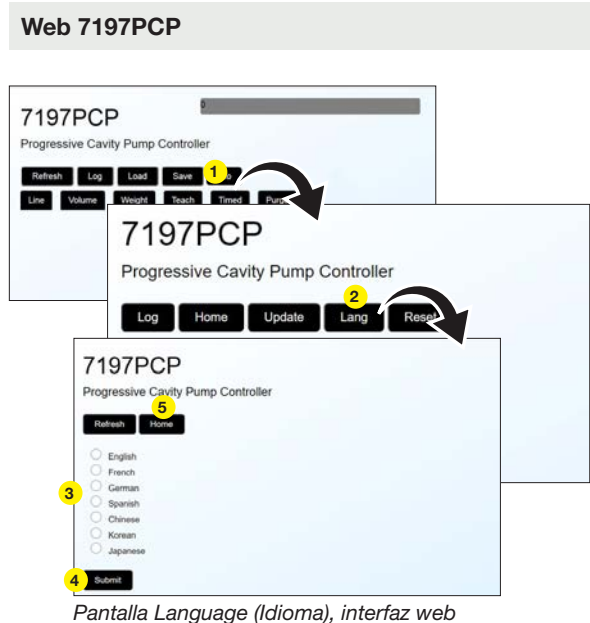 Web 7197PCP
0
7197PCP
Progressive Cavity Pump Controller
Refresh Log Load Save 1
Line Volume Weight Teach Timed
7197PCP
Progressive Cavity Pump Controller
2
Log Home Update Lang Reset
7197PCP
Progressive Cavity Pump Controller
5
Refresh Home
English
French
German
3 Spanish
Chinese
Korean
Japanese
4 Submit
Pantalla Language (Idioma), interfaz web